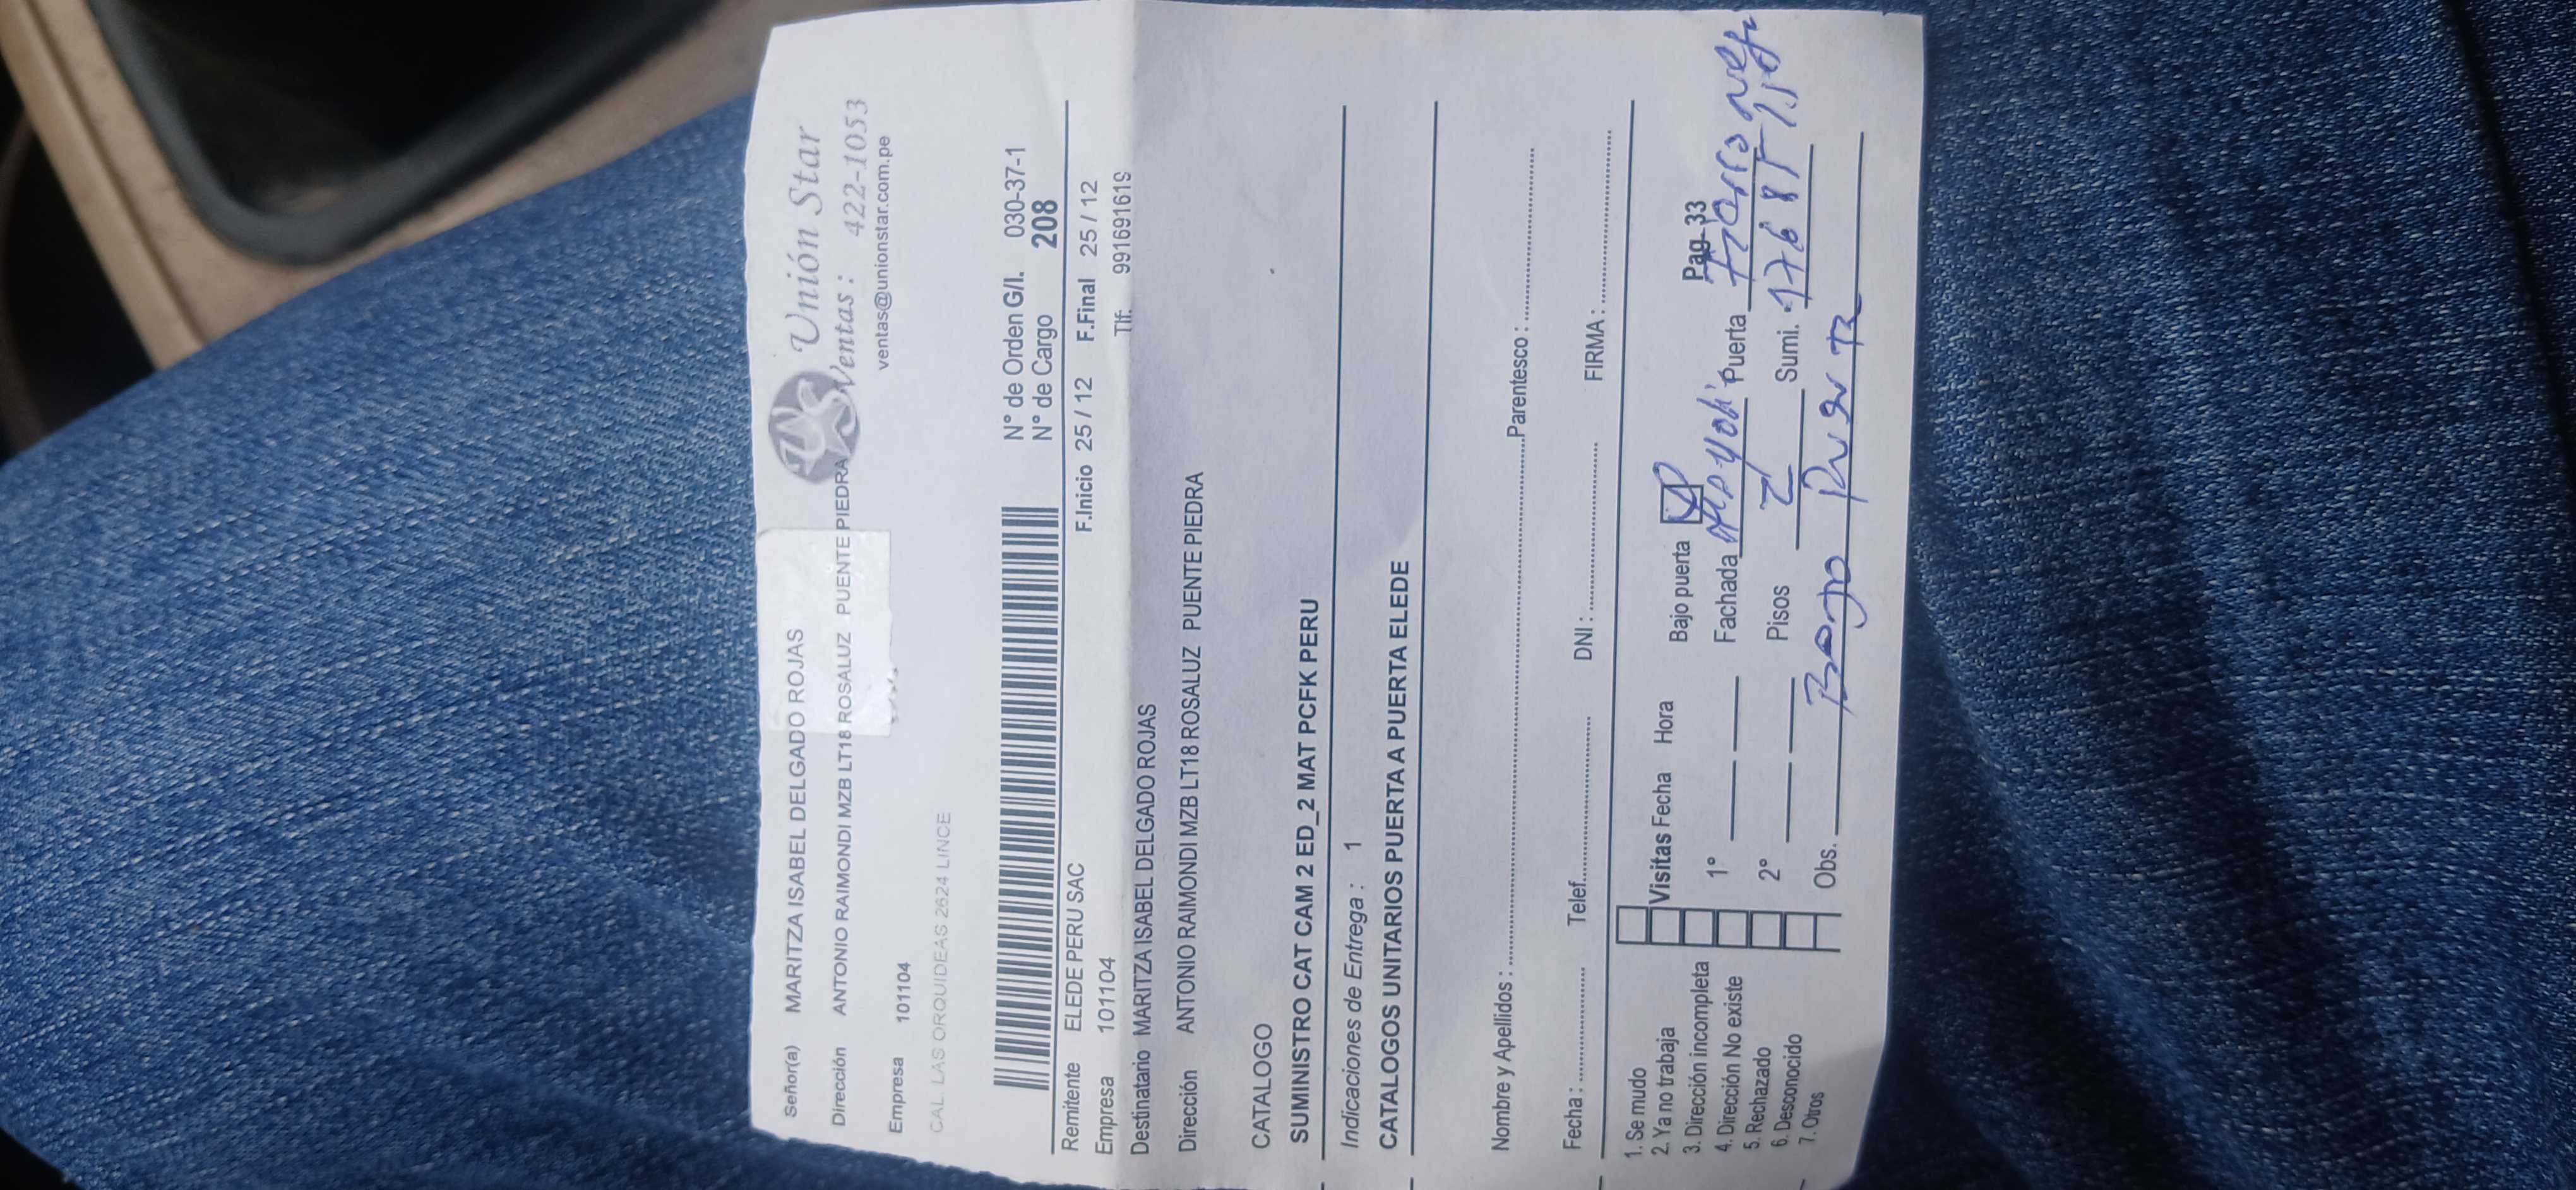 Señor(a) MARITZA ISABEL DELGADO ROJAS
Unión Star
Dirección ANTONIO RAIMONDI MZB LT18 ROSALUZ PUENTE PIEDRA
Ventas : 422-1053
ventas@unionstar.com.pe
Empresa 101104
CAL LAS ORQUIDEAS 2624 LINCE
N° de Orden G/I. 030-37-1
N° de Cargo 208
Remitente ELEDE PERU SAC F.Inicio 25 / 12 F.Final 25 / 12
Empresa 101104 Tlf: 991691619
Destinatario MARITZA ISABEL DELGADO ROJAS
Dirección ANTONIO RAIMONDI MZB LT18 ROSALUZ PUENTE PIEDRA
CATALOGO
SUMINISTRO CAT CAM 2 ED_2 MAT PCFK PERU
Indicaciones de Entrega : 1
CATALOGOS UNITARIOS PUERTA A PUERTA ELEDE
Nombre y Apellidos : Parentesco :
Fecha : Telef. DNI : FIRMA :
1. Se mudo
2. Ya no trabaja
3. Dirección incompleta
4. Dirección No existe
5. Rechazado
6. Desconocido
7. Otros
Visitas Fecha Hora Bajo puerta Pag 33
1° Fachada Puerta Fierro
2° Pisos 2 Sumi.
Obs. Bajo Puerta